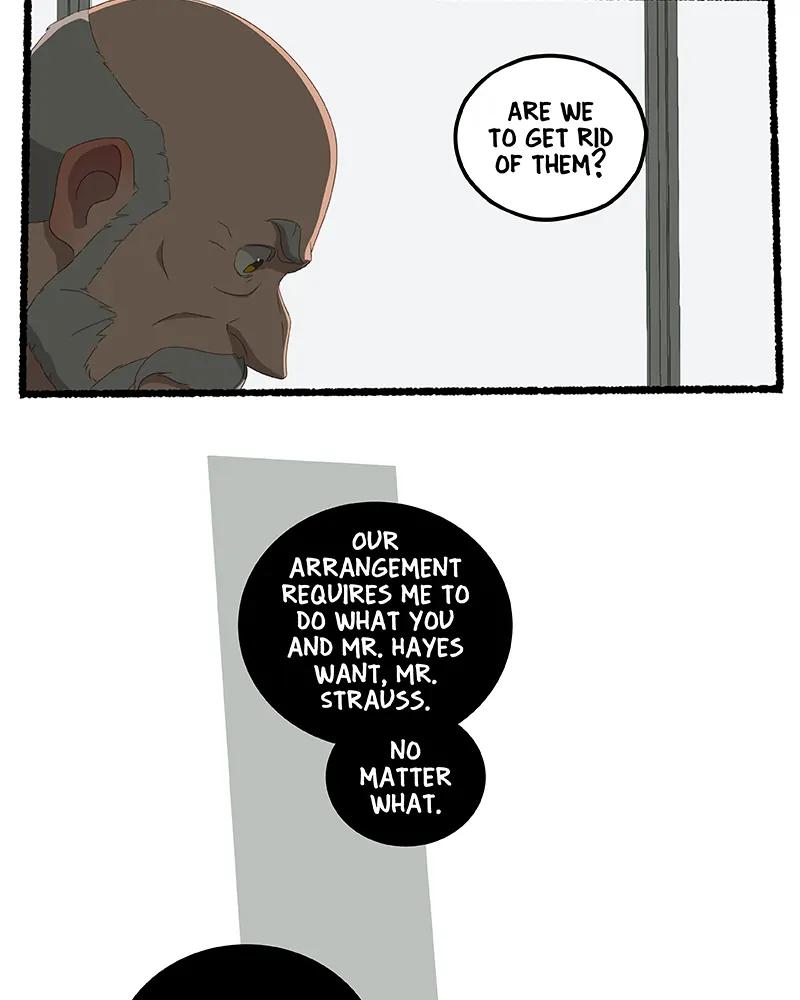 ARE WE
TO GET RID
OF THEM?
OUR
ARRANGEMENT
REQUIRES ME TO
DO WHAT YOU
AND MR. HAYES
WANT, MR.
STRAUSS.
NO
MATTER
WHAT.